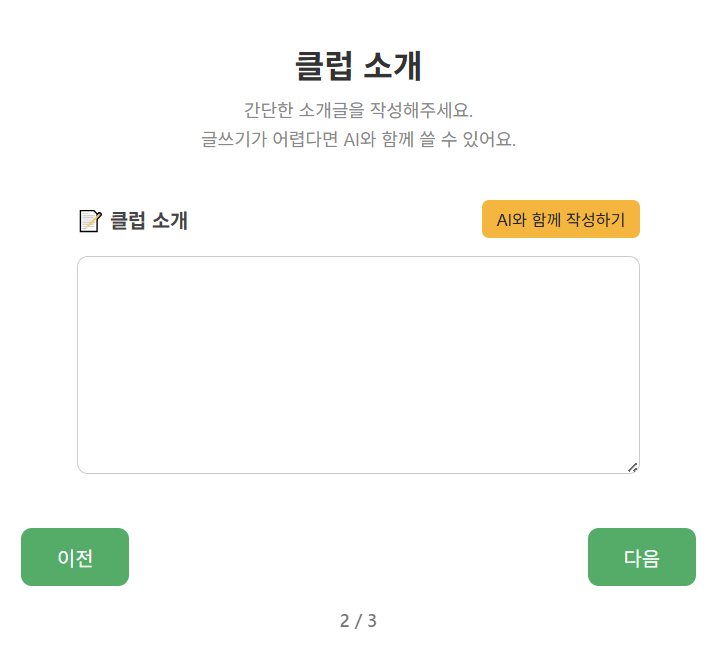 클럽 소개
간단한 소개글을 작성해주세요.
글쓰기가 어렵다면 AI와 함께 쓸 수 있어요.
📝 클럽 소개
AI와 함께 작성하기
이전
다음
2 / 3